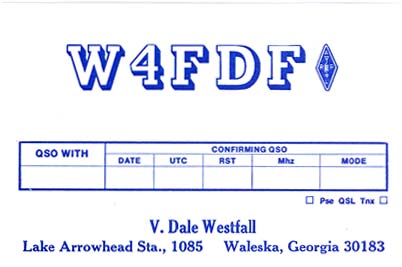 W4FDF
QSO WITH
CONFIRMING QSO
DATE UTC RST Mhz MODE
Pse QSL Tnx
V. Dale Westfall
Lake Arrowhead Sta., 1085 Waleska, Georgia 30183